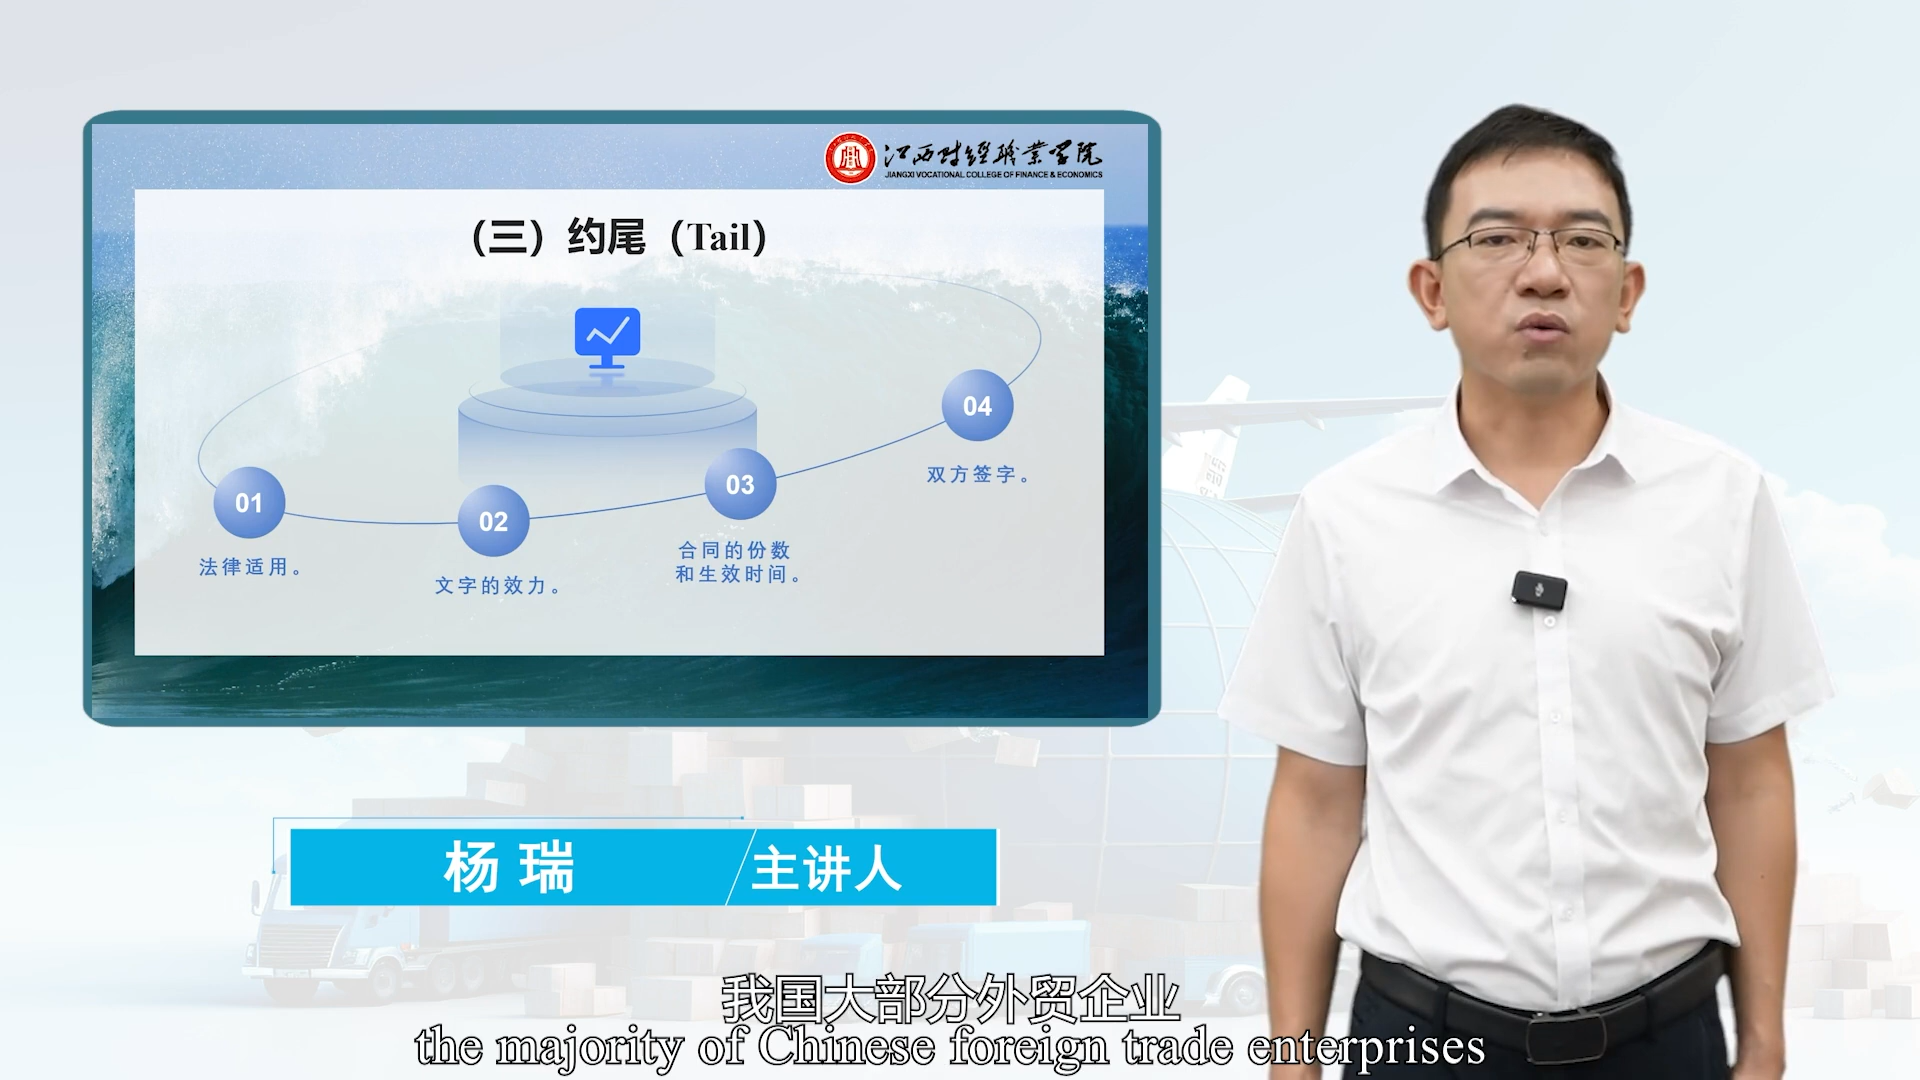 江西财经职业学院
JIANGXI VOCATIONAL COLLEGE OF FINANCE & ECONOMICS
（三）约尾（Tail）
01
法律适用。
02
文字的效力。
03
合同的份数
和生效时间。
04
双方签字。
杨 瑞 主讲人
我国大部分外贸企业
the majority of Chinese foreign trade enterprises